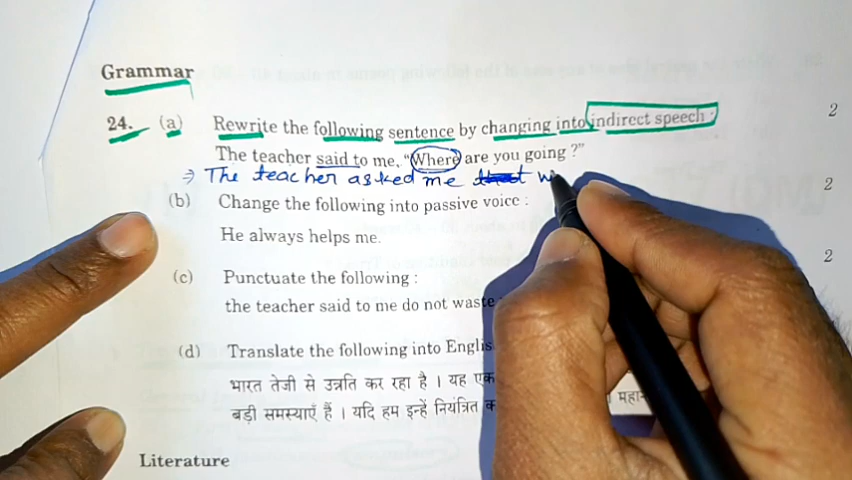 Grammar
24. (a) Rewrite the following sentence by changing into indirect speech : 2
The teacher said to me, “Where are you going ?”
⇒ The teacher asked me that w
(b) Change the following into passive voice : 2
He always helps me.
(c) Punctuate the following : 2
the teacher said to me do not waste
(d) Translate the following into Englis
भारत तेजी से उन्नति कर रहा है । यह एक
बड़ी समस्याएँ हैं । यदि हम इन्हें नियंत्रित क
Literature